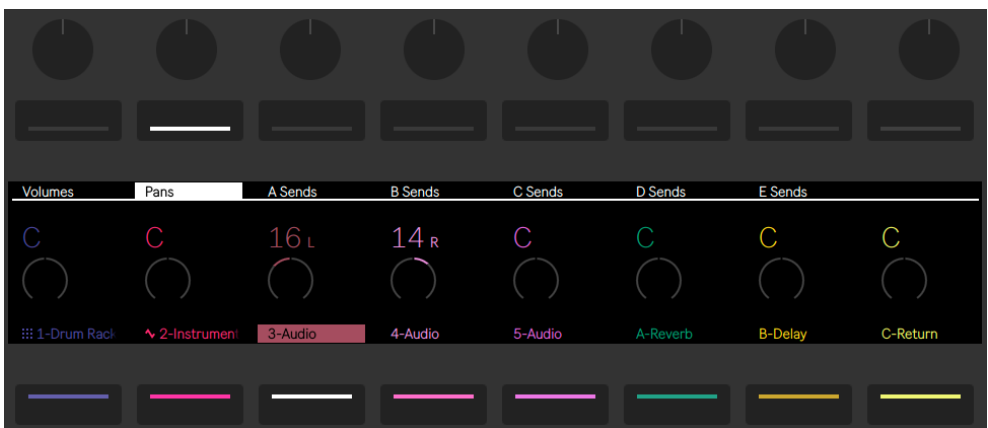 Volumes Pans A Sends B Sends C Sends D Sends E Sends
C C 16 L 14 R C C C C
1-Drum Rack 2-Instrument 3-Audio 4-Audio 5-Audio A-Reverb B-Delay C-Return